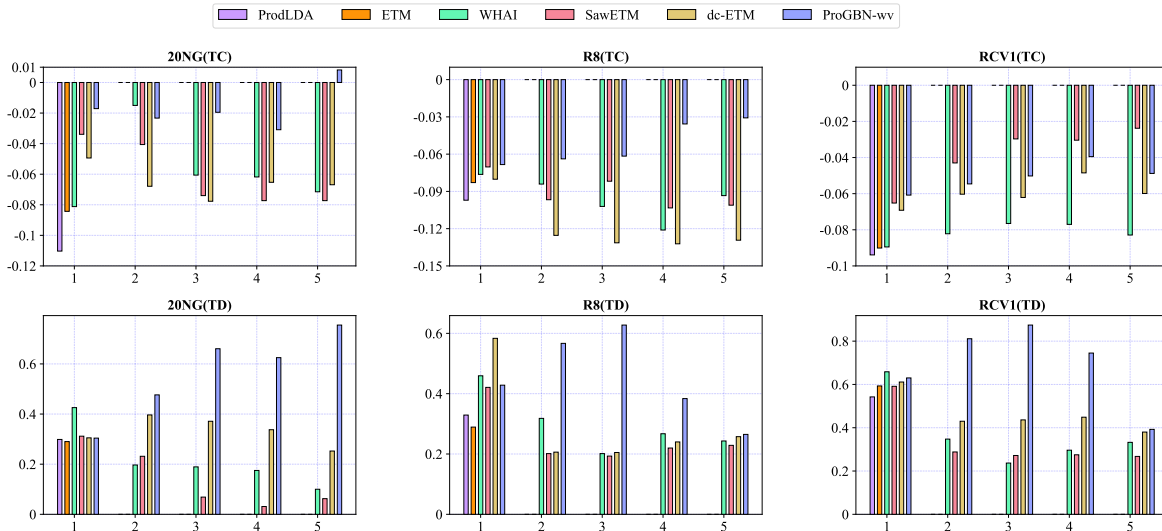 ProdLDA ETM WHAI SawETM dc-ETM ProGBN-wv
20NG(TC)
0.01
0
-0.02
-0.04
-0.06
-0.08
-0.1
-0.12
1 2 3 4 5
R8(TC)
0
-0.03
-0.06
-0.09
-0.12
-0.15
1 2 3 4 5
RCV1(TC)
0
-0.02
-0.04
-0.06
-0.08
-0.1
1 2 3 4 5
20NG(TD)
0.6
0.4
0.2
0
1 2 3 4 5
R8(TD)
0.6
0.4
0.2
0
1 2 3 4 5
RCV1(TD)
0.8
0.6
0.4
0.2
0
1 2 3 4 5